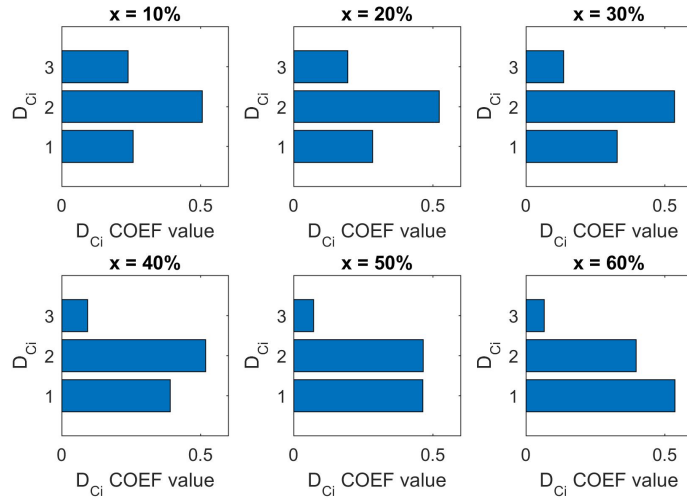 x = 10%
3
2
1
D_Ci
0
0.5
D_Ci COEF value
x = 20%
3
2
1
D_Ci
0
0.5
D_Ci COEF value
x = 30%
3
2
1
D_Ci
0
0.5
D_Ci COEF value
x = 40%
3
2
1
D_Ci
0
0.5
D_Ci COEF value
x = 50%
3
2
1
D_Ci
0
0.5
D_Ci COEF value
x = 60%
3
2
1
D_Ci
0
0.5
D_Ci COEF value